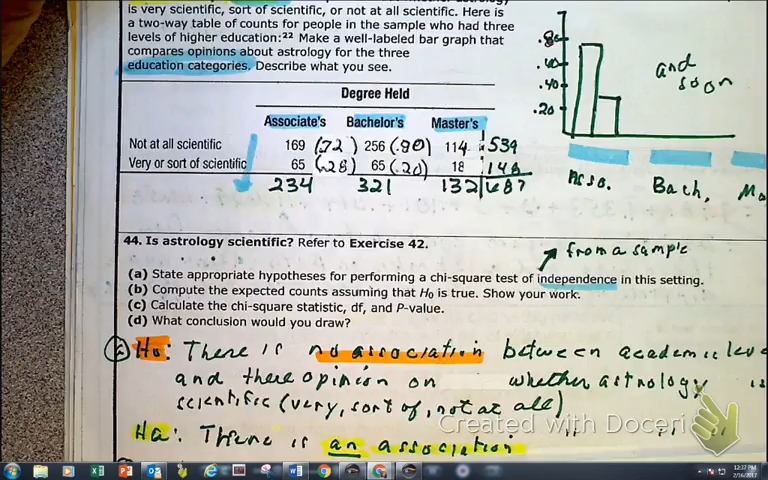 is very scientific, sort of scientific, or not at all scientific. Here is
a two-way table of counts for people in the sample who had three
levels of higher education:22 Make a well-labeled bar graph that
compares opinions about astrology for the three
education categories. Describe what you see.
.80
.60
.40
.20
and
so on
Asso.
Bach.
Degree Held
Associate's Bachelor's Master's
Not at all scientific 169 (.72) 256 (.80) 114 539
Very or sort of scientific 65 (.28) 65 (.20) 18 148
234 321 132 687
44. Is astrology scientific? Refer to Exercise 42.
from a sample
(a) State appropriate hypotheses for performing a chi-square test of independence in this setting.
(b) Compute the expected counts assuming that H0 is true. Show your work.
(c) Calculate the chi-square statistic, df, and P-value.
(d) What conclusion would you draw?
a Ho: There is no association between academic leve
and there opinion on whether astrology is
scientific (very, sort of, not at all)
Created with Doceri
Ha: There is an association " " "
12:37 PM
2/16/2017